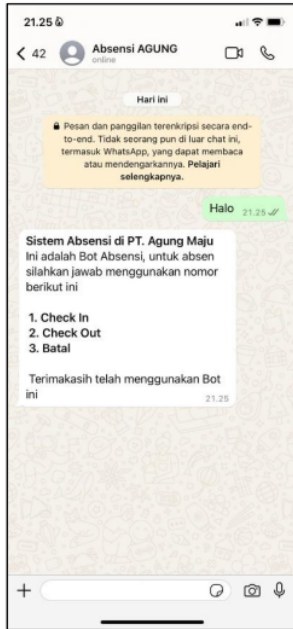 21.25
42
Absensi AGUNG
online
Hari ini
Pesan dan panggilan terenkripsi secara end-
to-end. Tidak seorang pun di luar chat ini,
termasuk WhatsApp, yang dapat membaca
atau mendengarkannya. Pelajari
selengkapnya.
Halo 21.25
Sistem Absensi di PT. Agung Maju
Ini adalah Bot Absensi, untuk absen
silahkan jawab menggunakan nomor
berikut ini
1. Check In
2. Check Out
3. Batal
Terimakasih telah menggunakan Bot
ini
21.25